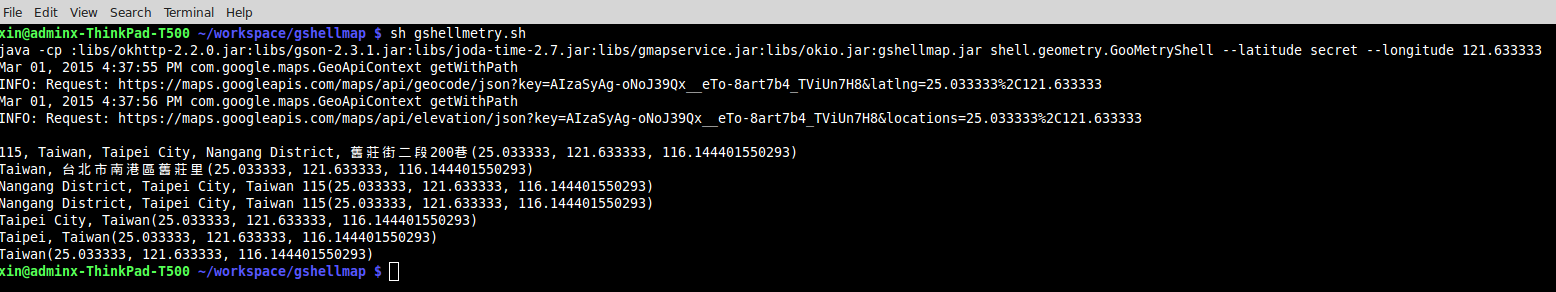 File Edit View Search Terminal Help
xin@adminx-ThinkPad-T500 ~/workspace/gshellmap $ sh gshellmetry.sh
java -cp :libs/okhttp-2.2.0.jar:libs/gson-2.3.1.jar:libs/joda-time-2.7.jar:libs/gmapservice.jar:libs/okio.jar:gshellmap.jar shell.geometry.GooMetryShell --latitude secret --longitude 121.633333
Mar 01, 2015 4:37:55 PM com.google.maps.GeoApiContext getWithPath
INFO: Request: https://maps.googleapis.com/maps/api/geocode/json?key=AIzaSyAg-oNoJ39Qx__eTo-8art7b4_TViUn7H8&latlng=25.033333%2C121.633333
Mar 01, 2015 4:37:56 PM com.google.maps.GeoApiContext getWithPath
INFO: Request: https://maps.googleapis.com/maps/api/elevation/json?key=AIzaSyAg-oNoJ39Qx__eTo-8art7b4_TViUn7H8&locations=25.033333%2C121.633333
115, Taiwan, Taipei City, Nangang District, 舊莊街二段200巷(25.033333, 121.633333, 116.144401550293)
Taiwan, 台北市南港區舊莊里(25.033333, 121.633333, 116.144401550293)
Nangang District, Taipei City, Taiwan 115(25.033333, 121.633333, 116.144401550293)
Nangang District, Taipei City, Taiwan 115(25.033333, 121.633333, 116.144401550293)
Taipei City, Taiwan(25.033333, 121.633333, 116.144401550293)
Taipei, Taiwan(25.033333, 121.633333, 116.144401550293)
Taiwan(25.033333, 121.633333, 116.144401550293)
xin@adminx-ThinkPad-T500 ~/workspace/gshellmap $